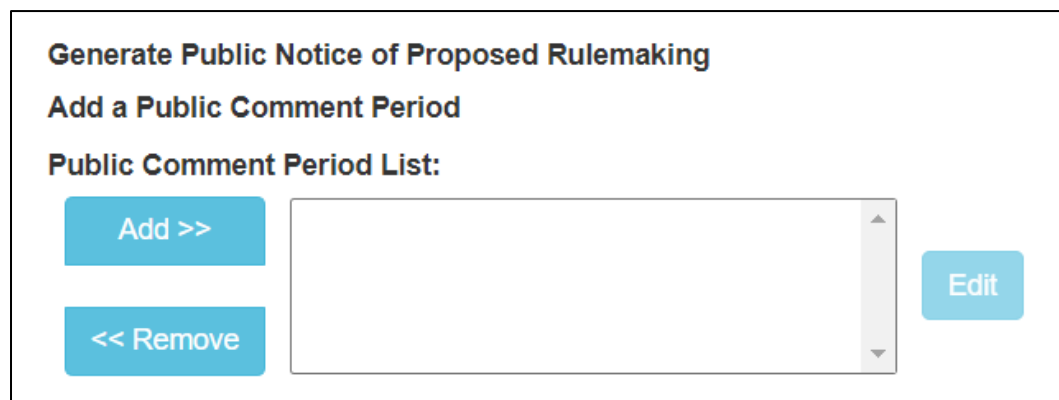 Generate Public Notice of Proposed Rulemaking
Add a Public Comment Period
Public Comment Period List:
Add >>
Edit
<< Remove